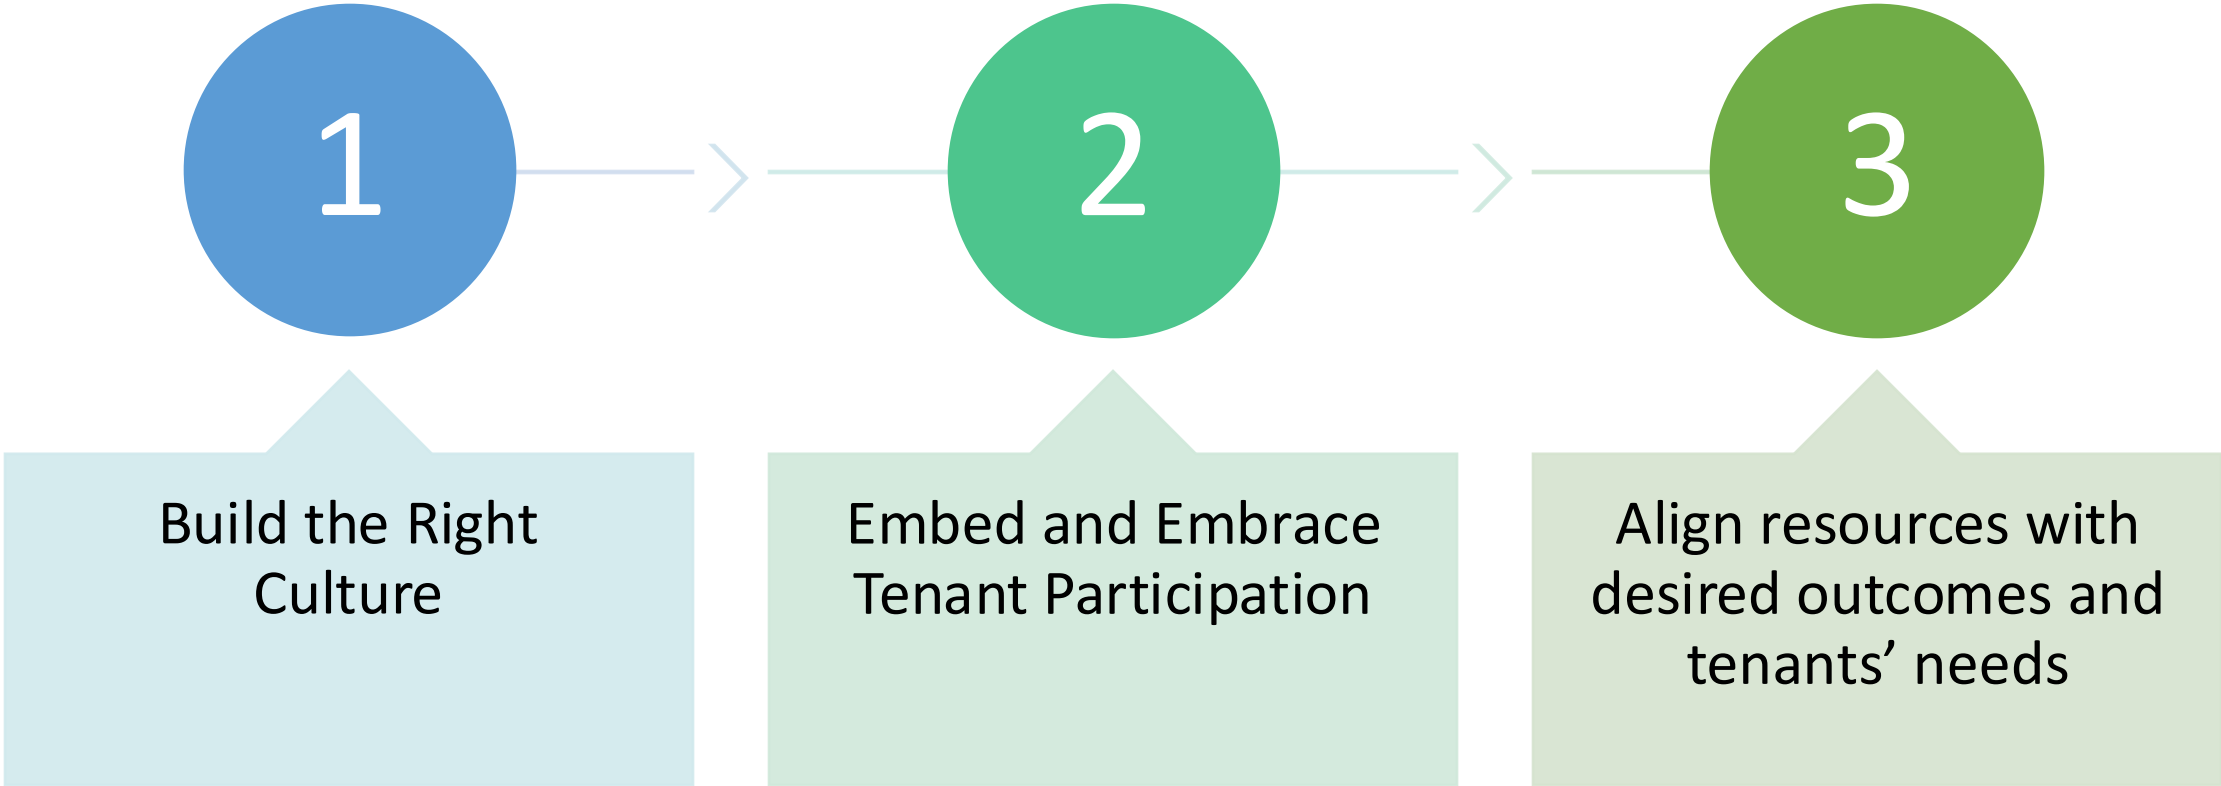 1
2
3
Build the Right
Culture
Embed and Embrace
Tenant Participation
Align resources with
desired outcomes and
tenants’ needs